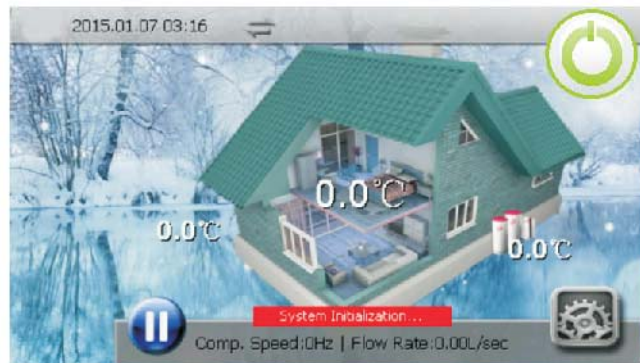 2015.01.07 03:16
0.0℃
0.0℃
0.0℃
System Initialization...
Comp. Speed:0Hz | Flow Rate:0.00L/sec